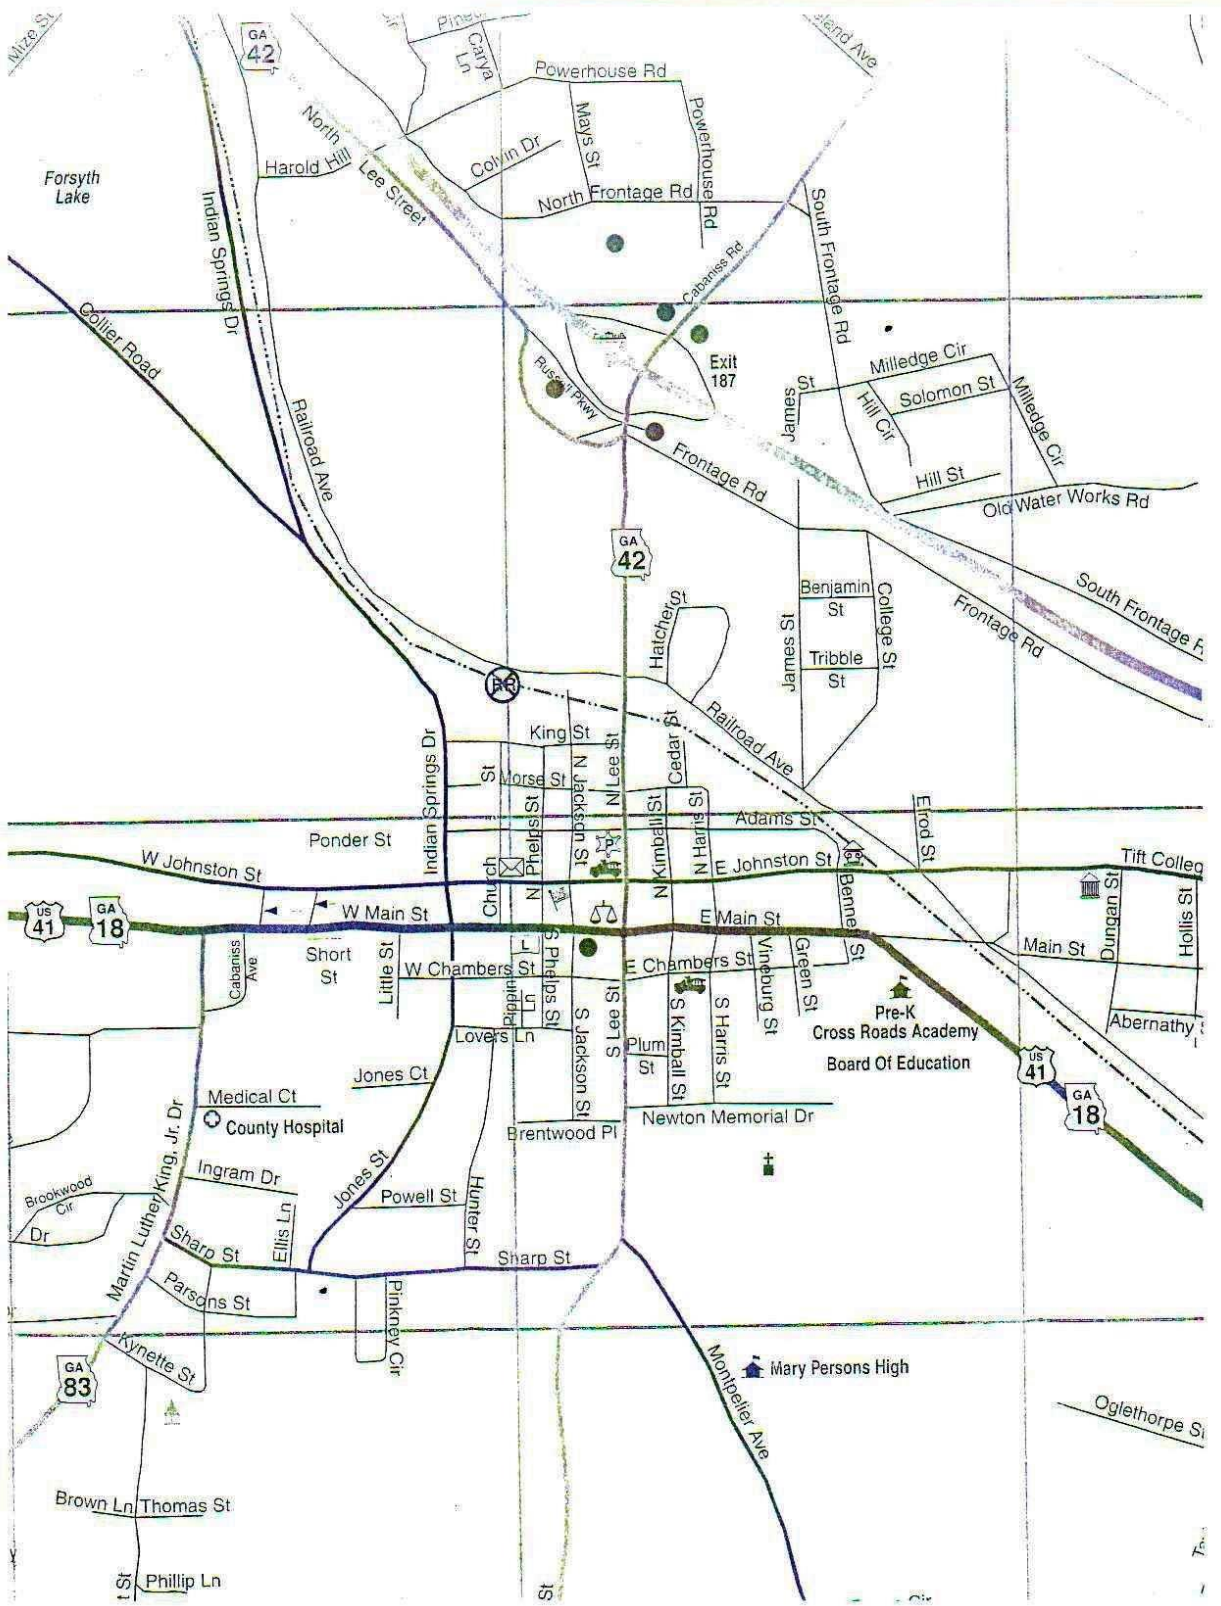 Mize St
GA
42
Carya
Ln
Powerhouse Rd
Mays St
Powerhouse Rd
North
Lee Street
Colvin Dr
Harold Hill
North Frontage Rd
Forsyth
Lake
Indian Springs Dr
Cabaniss Rd
South Frontage Rd
Collier Road
Exit
187
Milledge Cir
Solomon St
Hill Cir
Milledge Cir
James St
Russell Pkwy
Railroad Ave
Frontage Rd
Hill St
Old Water Works Rd
GA
42
Benjamin
St
College St
South Frontage R
Frontage Rd
Hatcher St
James St
Tribble
St
RR
Railroad Ave
King St
Indian Springs Dr
St
Morse St
N Jackson St
N Lee St
Cedar St
N Phelps St
N Kimball St
N Harris St
Adams St
Elrod St
Ponder St
P
W Johnston St
E Johnston St
Tift Colleg
Church
Bennet St
Dungan St
Hollis St
US
41
GA
18
W Main St
E Main St
Main St
Cabaniss
Ave
Short
St
Little St
L
W Chambers St
S Phelps St
E Chambers St
Vineburg St
Green St
Pippin
Ln
Lovers Ln
S Jackson St
S Lee St
Plum
St
S Kimball St
S Harris St
Pre-K
Cross Roads Academy
Board Of Education
Abernathy
US
41
GA
18
Jones Ct
Medical Ct
County Hospital
Brentwood Pl
Newton Memorial Dr
Martin Luther King, Jr. Dr
Ingram Dr
Jones St
Powell St
Hunter St
Brookwood
Cir
Dr
Sharp St
Ellis Ln
Sharp St
Parsons St
Pinkney Cir
Kynette St
GA
83
Montpelier Ave
Mary Persons High
Oglethorpe St
Brown Ln
Thomas St
t St
Phillip Ln
St
Cir